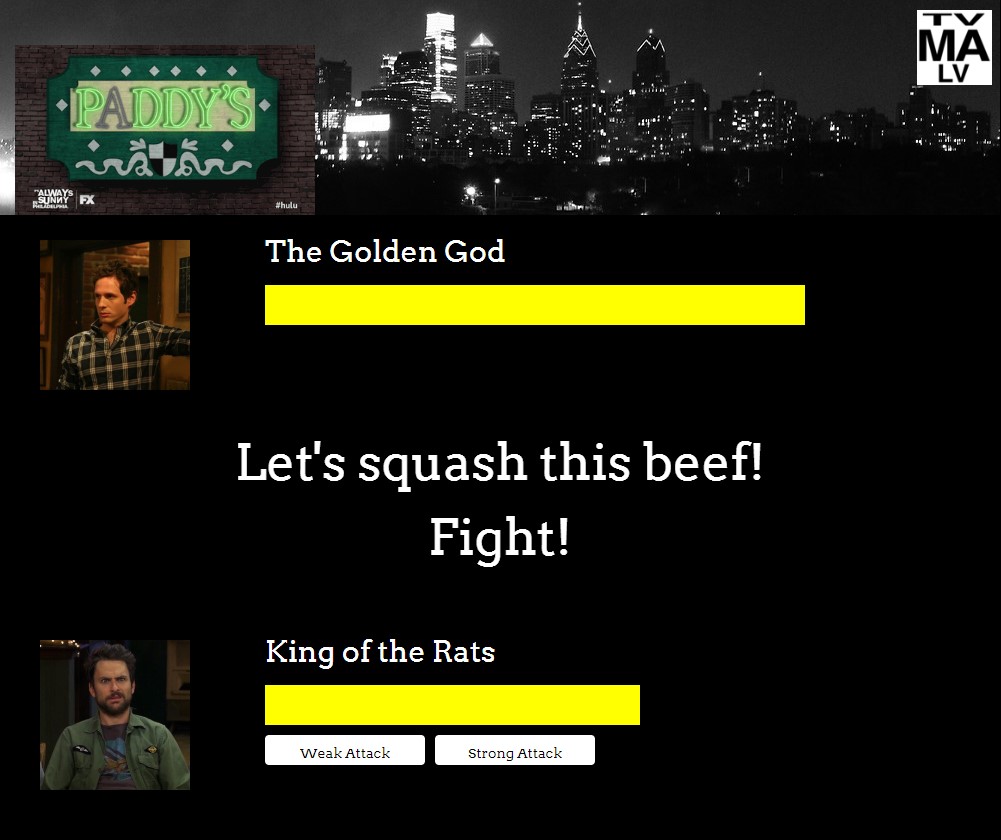 TV
MA
LV
PADDY'S
IT'S ALWAYS
SUNNY
IN PHILADELPHIA
FX
#hulu
The Golden God
Let's squash this beef!
Fight!
King of the Rats
Weak Attack
Strong Attack